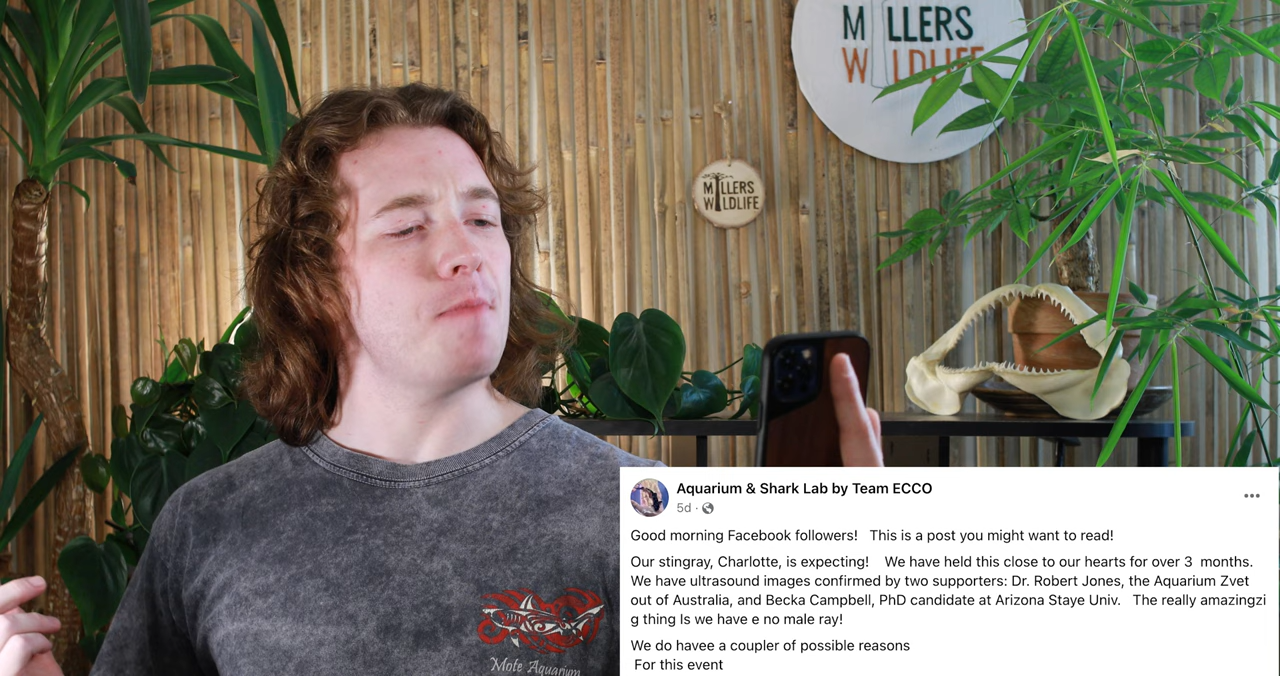 MILLERS
WILDLIFE
MILLERS
WILDLIFE
Mote Aquarium
Aquarium & Shark Lab by Team ECCO
5d ·
Good morning Facebook followers! This is a post you might want to read!
Our stingray, Charlotte, is expecting! We have held this close to our hearts for over 3 months.
We have ultrasound images confirmed by two supporters: Dr. Robert Jones, the Aquarium Zvet
out of Australia, and Becka Campbell, PhD candidate at Arizona Staye Univ. The really amazingzi
g thing Is we have e no male ray!
We do havee a coupler of possible reasons
For this event